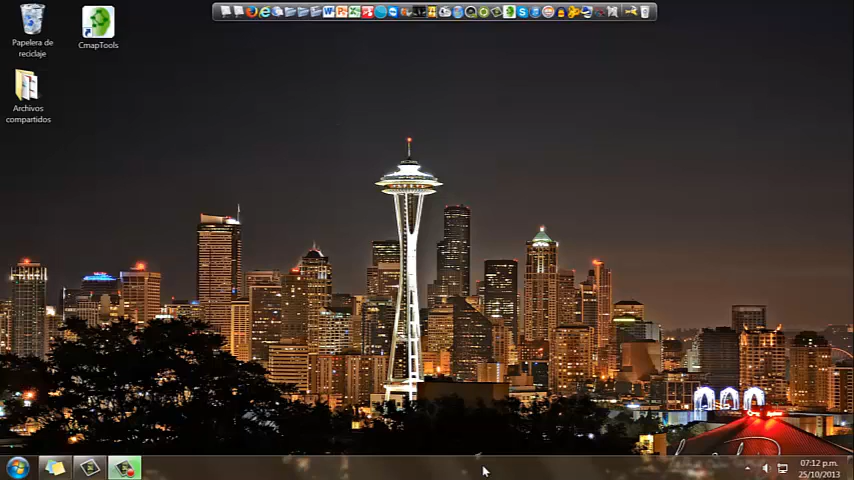 Papelera de
reciclaje
CmapTools
Archivos
compartidos
07:12 p.m.
25/10/2013